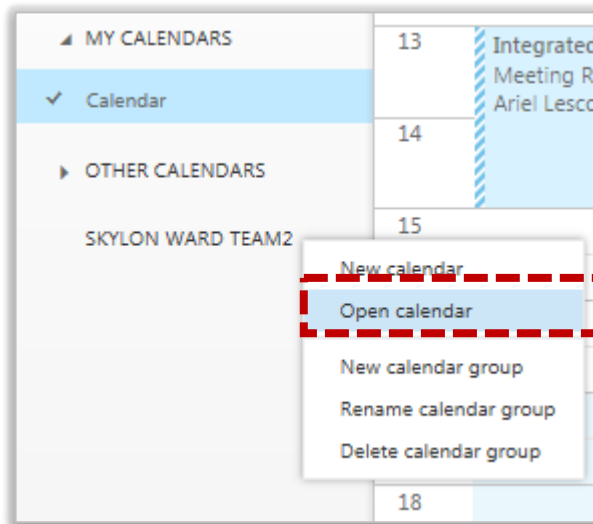 MY CALENDARS
Calendar
OTHER CALENDARS
SKYLON WARD TEAM2
13
Integrated
Meeting R
Ariel Lesco
14
15
New calendar
Open calendar
New calendar group
Rename calendar group
Delete calendar group
18